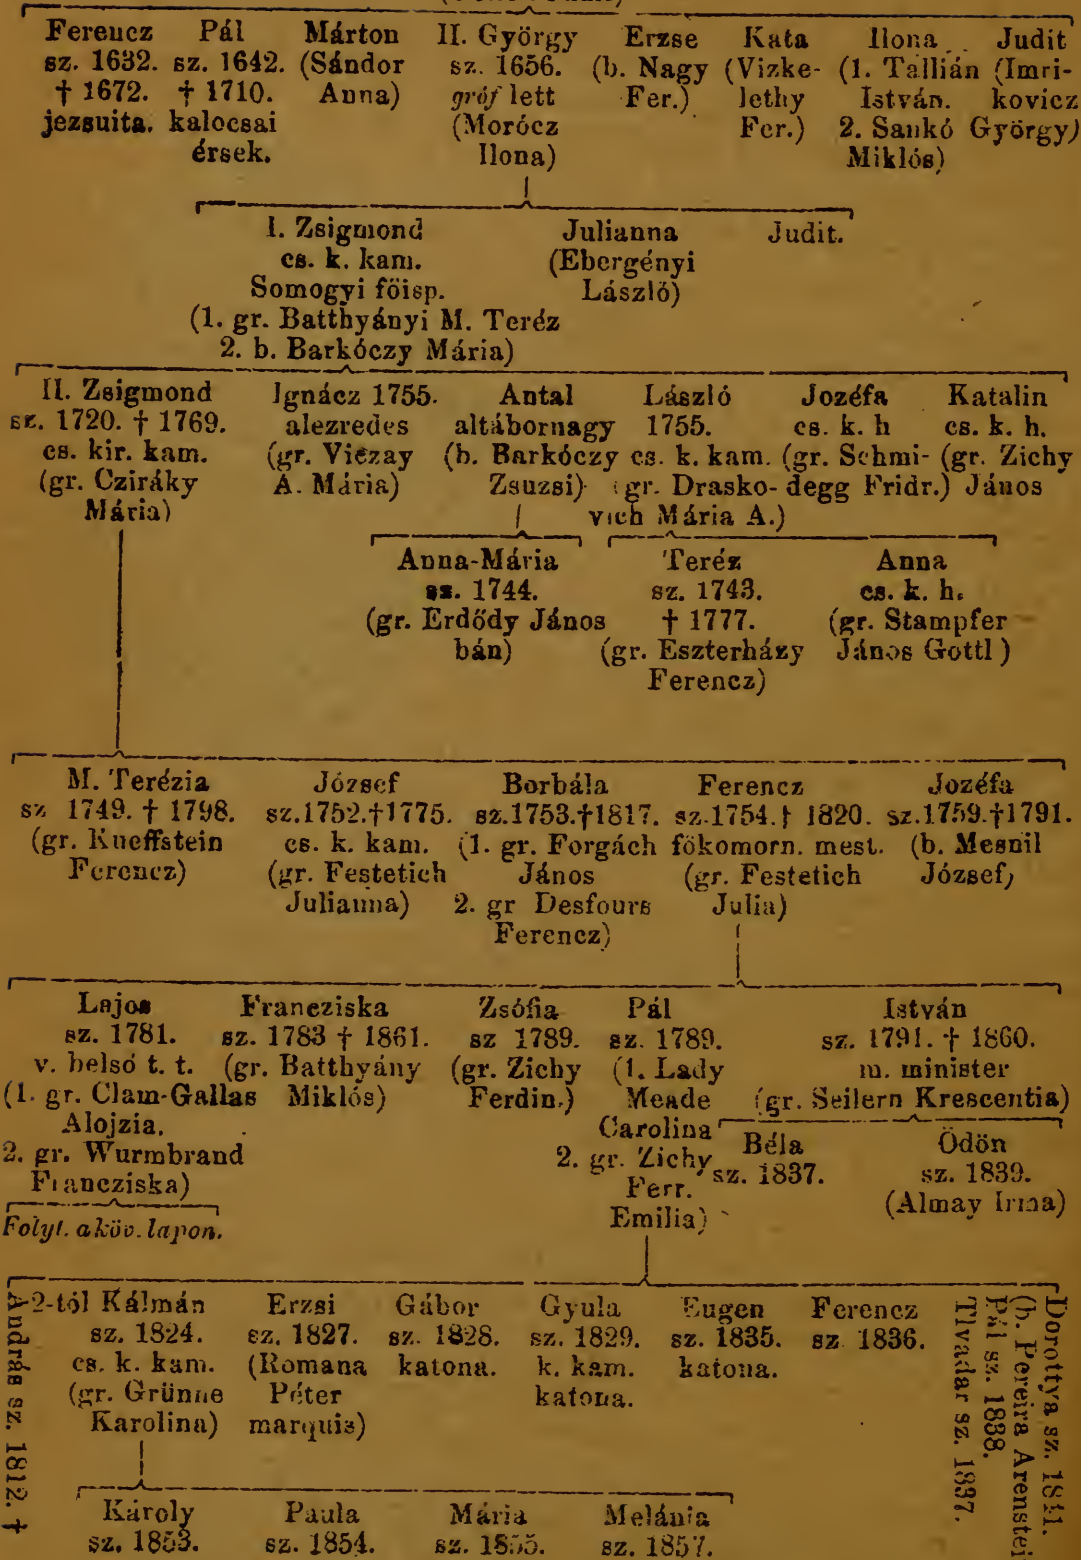 Ferencz Pál Márton II. György Erzse Kata Ilona Judit
sz. 1632. sz. 1642. (Sándor sz. 1656. (b. Nagy (Vizke- (1. Tallián (Imri-
† 1672. † 1710. Anna) gróf lett Fer.) lethy István. kovicz
jezsuita. kalocsai (Morócz Fer.) 2. Sankó György)
érsek. Ilona) Miklós)
I. Zsigmond Julianna Judit.
cs. k. kam. (Ebergényi
Somogyi főisp. László)
(1. gr. Batthyányi M. Teréz
2. b. Barkóczy Mária)
II. Zsigmond Ignácz 1755. Antal László Jozéfa Katalin
sz. 1720. † 1769. alezredes altábornagy 1755. cs. k. h cs. k. h.
cs. kir. kam. (gr. Viczay (b. Barkóczy cs. k. kam. (gr. Schmi- (gr. Zichy
(gr. Cziráky A. Mária) Zsuzsi) (gr. Drasko- degg Fridr.) János
Mária) vich Mária A.)
Anna-Mária Teréz Anna
sz. 1744. sz. 1743. cs. k. h.
(gr. Erdődy János † 1777. (gr. Stampfer
bán) (gr. Eszterházy János Gottl)
Ferencz)
M. Terézia József Borbála Ferencz Jozéfa
sz 1749. † 1798. sz.1752.†1775. sz.1753.†1817. sz.1754.† 1820. sz.1759.†1791.
(gr. Kueffstein cs. k. kam. (1. gr. Forgách fökomorn. mest. (b. Mesnil
Ferencz) (gr. Festetich János (gr. Festetich József)
Julianna) 2. gr Desfours Julia)
Ferencz)
Lajos Franeziska Zsófia Pál István
sz. 1781. sz. 1783 † 1861. sz 1789. sz. 1789. sz. 1791. † 1860.
v. belső t. t. (gr. Batthyány (gr. Zichy (1. Lady m. minister
(1. gr. Clam-Gallas Miklós) Ferdin.) Meade (gr. Seilern Krescentia)
Alojzia. Carolina Béla Ödön
2. gr. Wurmbrand 2. gr. Zichy sz. 1837. sz. 1839.
Francziska) Ferr. (Almay Irma)
Folyt. a köv. lapon. Emilia)
2-tól Kálmán Erzsi Gábor Gyula Eugen Ferencz
sz. 1824. sz. 1827. sz. 1828. sz. 1829. sz. 1835. sz 1836.
cs. k. kam. (Romana katona. k. kam. katona.
(gr. Grünne Péter katona.
Karolina) marquis)
Károly Paula Mária Melánia
sz. 1853. sz. 1854. sz. 1855. sz. 1857.
András sz. 1812. †
Dorottya sz. 1841.
(b. Pereira Arenstei
Pál sz. 1838.
Tivadar sz. 1837.